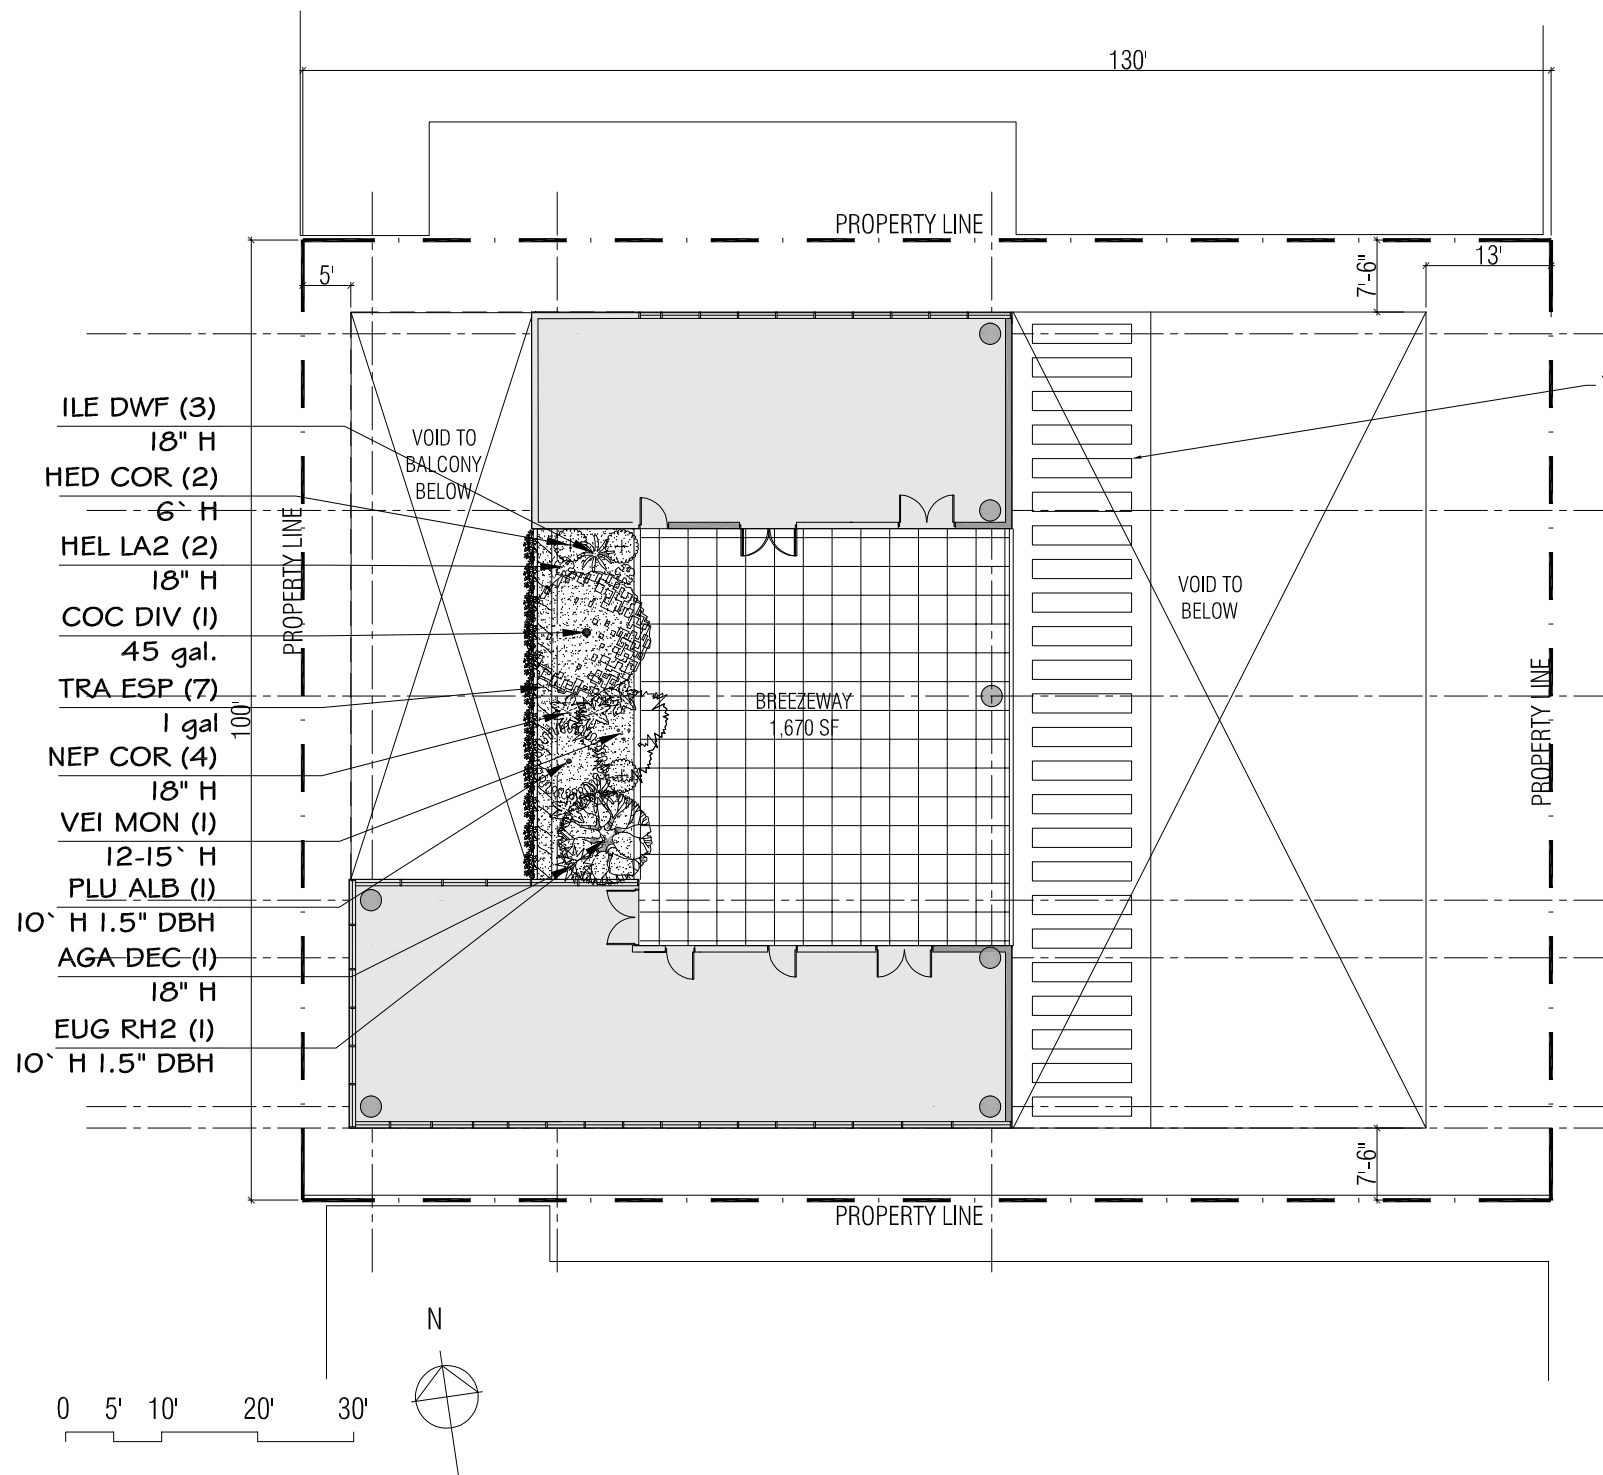 130'
PROPERTY LINE
5'
7'-6"
13'
ILE DWF (3)
18" H
HED COR (2)
6` H
HEL LA2 (2)
18" H
COC DIV (1)
45 gal.
TRA ESP (7)
1 gal
NEP COR (4)
18" H
VEI MON (1)
12-15` H
PLU ALB (1)
10` H 1.5" DBH
AGA DEC (1)
18" H
EUG RH2 (1)
10` H 1.5" DBH
100'
PROPERTY LINE
VOID TO
BALCONY
BELOW
BREEZEWAY
1,670 SF
VOID TO
BELOW
PROPERTY LINE
7'-6"
PROPERTY LINE
N
0 5' 10' 20' 30'